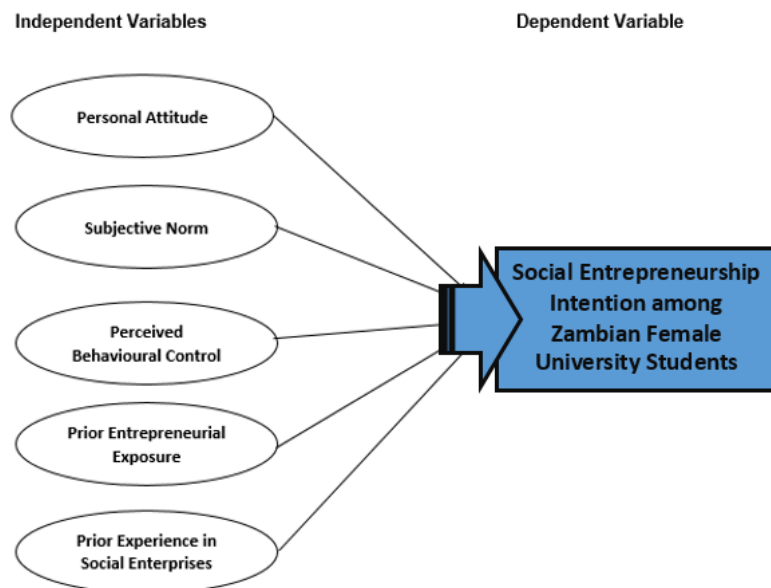 Independent Variables
Dependent Variable
Personal Attitude
Subjective Norm
Perceived
Behavioural Control
Prior Entrepreneurial
Exposure
Prior Experience in
Social Enterprises
Social Entrepreneurship
Intention among
Zambian Female
University Students